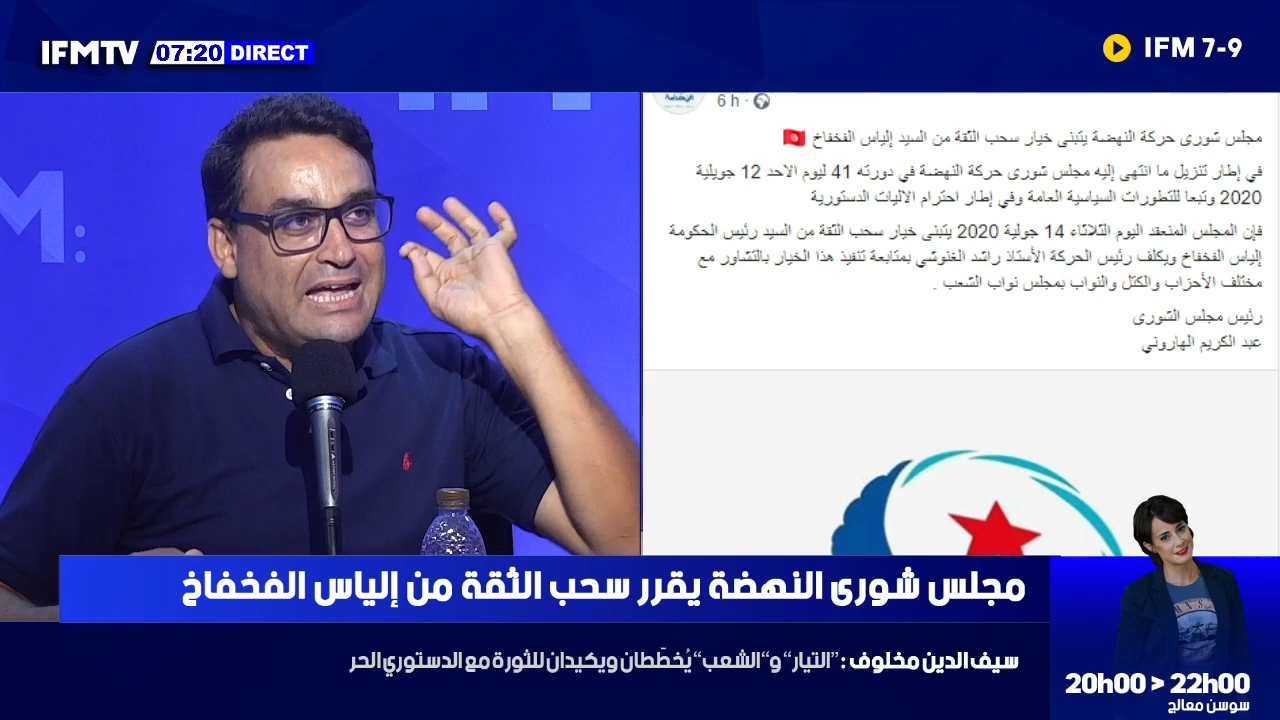 IFMTV 07:20 DIRECT
IFM 7-9
6 h ·
مجلس شورى حركة النهضة يتبنى خيار سحب الثقة من السيد إلياس الفخفاخ
في إطار تنزيل ما انتهى إليه مجلس شورى حركة النهضة في دورته 41 ليوم الاحد 12 جويلية
2020 وتبعا للتطورات السياسية العامة وفي إطار احترام الاليات الدستورية
فإن المجلس المنعقد اليوم الثلاثاء 14 جولية 2020 يتبنى خيار سحب الثقة من السيد رئيس الحكومة
إلياس الفخفاخ ويكلف رئيس الحركة الأستاذ راشد الغنوشي بمتابعة تنفيذ هذا الخيار بالتشاور مع
مختلف الأحزاب والكتل والنواب بمجلس نواب الشعب .
رئيس مجلس الشورى
عبد الكريم الهاروني
مجلس شورى النهضة يقرر سحب الثقة من إلياس الفخفاخ
سيف الدين مخلوف : "التيار" و"الشعب" يُخطّطان ويكيدان للثورة مع الدستوري الحر
20h00 > 22h00
سوسن معالج